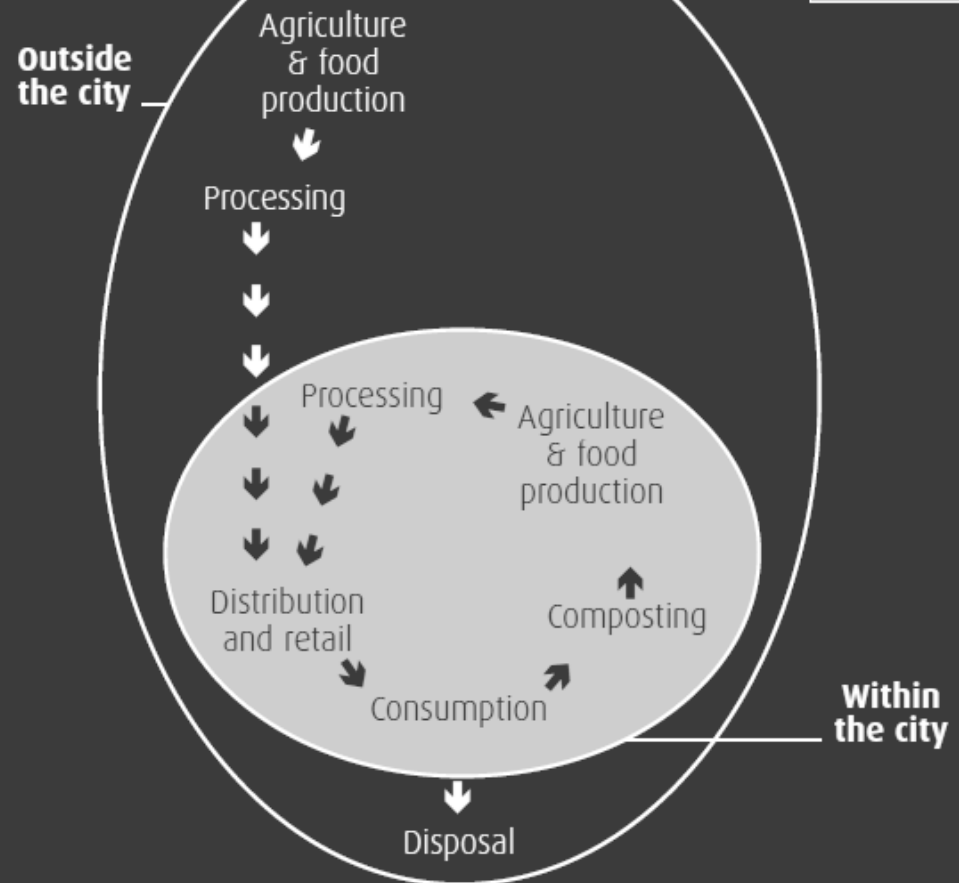 Agriculture
& food
production
Outside
the city
Processing
Processing
Agriculture
& food
production
Distribution
and retail
Composting
Consumption
Within
the city
Disposal